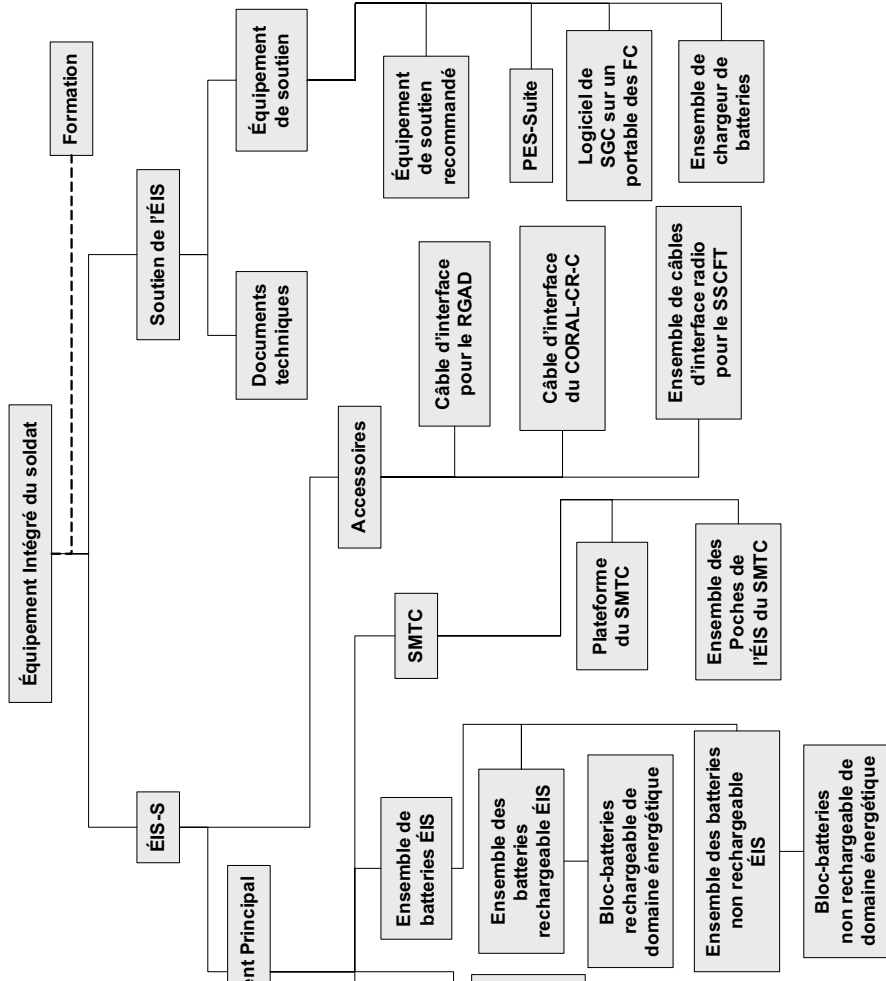 Équipement Intégré du soldat
Formation
ÉIS-S
Soutien de l'ÉIS
Principal
Accessoires
Documents
techniques
Équipement
de soutien
Ensemble de
batteries ÉIS
SMTC
Câble d'interface
pour le RGAD
Équipement
de soutien
recommandé
Ensemble des
batteries
rechargeable ÉIS
Plateforme
du SMTC
Câble d'interface
du CORAL-CR-C
PES-Suite
Bloc-batteries
rechargeable de
domaine énergétique
Ensemble des
Poches de
l'ÉIS du SMTC
Ensemble de câbles
d'interface radio
pour le SSCFT
Logiciel de
SGC sur un
portable des FC
Ensemble des batteries
non rechargeable
ÉIS
Ensemble de
chargeur de
batteries
Bloc-batteries
non rechargeable de
domaine énergétique